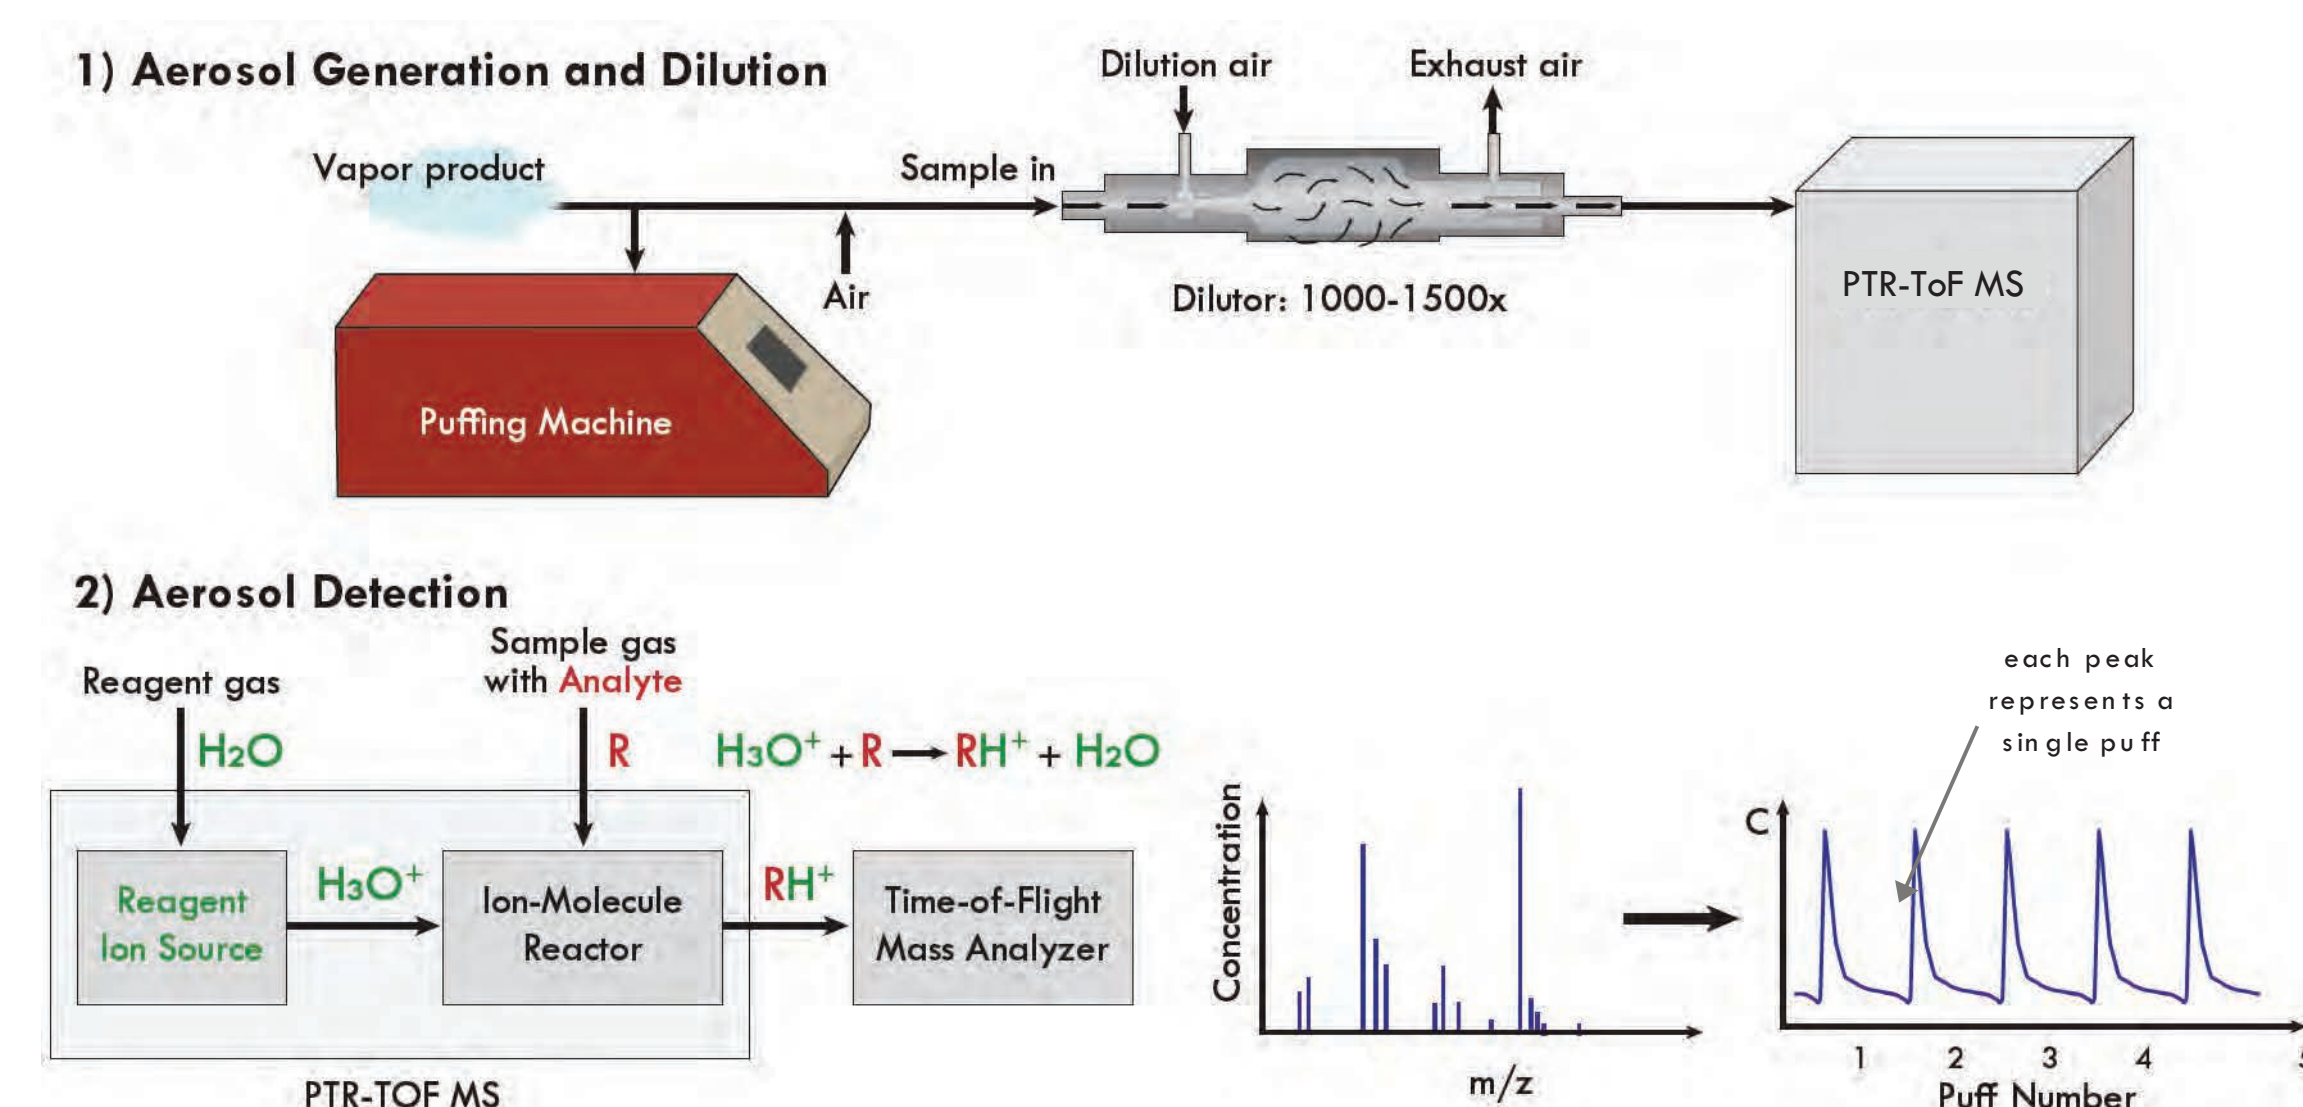 1) Aerosol Generation and Dilution
Dilution air
Exhaust air
Vapor product
Sample in
Air
Dilutor: 1000-1500x
PTR-ToF MS
Puffing Machine
2) Aerosol Detection
Reagent gas
Sample gas
with Analyte
H2O
R
H3O+ + R → RH+ + H2O
Reagent
Ion Source
H3O+
Ion-Molecule
Reactor
RH+
Time-of-Flight
Mass Analyzer
PTR-TOF MS
Concentration
m/z
each peak
represents a
single puff
C
1 2 3 4 5
Puff Number